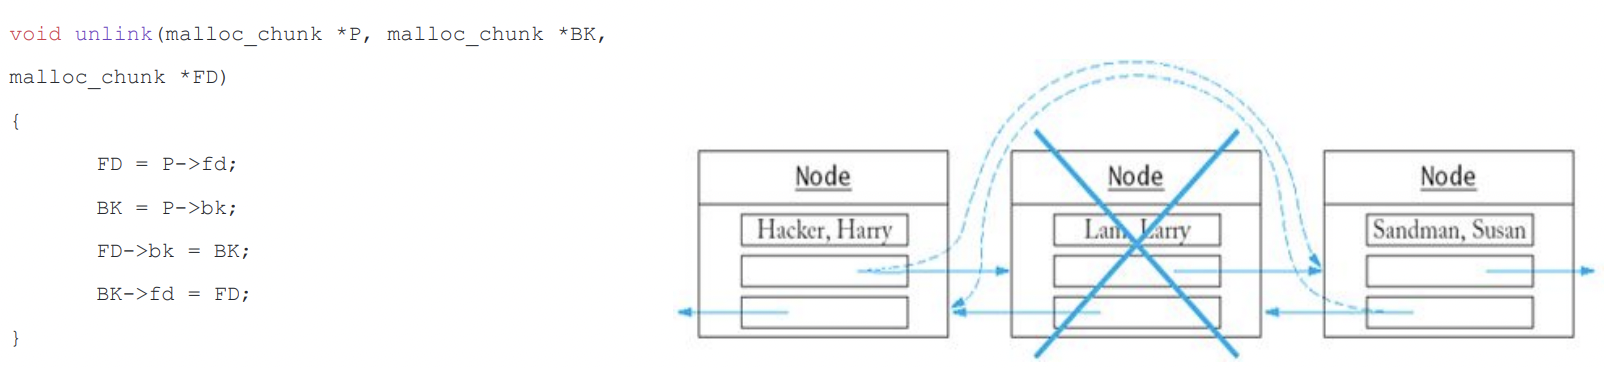 void unlink(malloc_chunk *P, malloc_chunk *BK,
malloc_chunk *FD)
{
FD = P->fd;
BK = P->bk;
FD->bk = BK;
BK->fd = FD;
}
Node
Hacker, Harry
Node
Lam, Larry
Node
Sandman, Susan